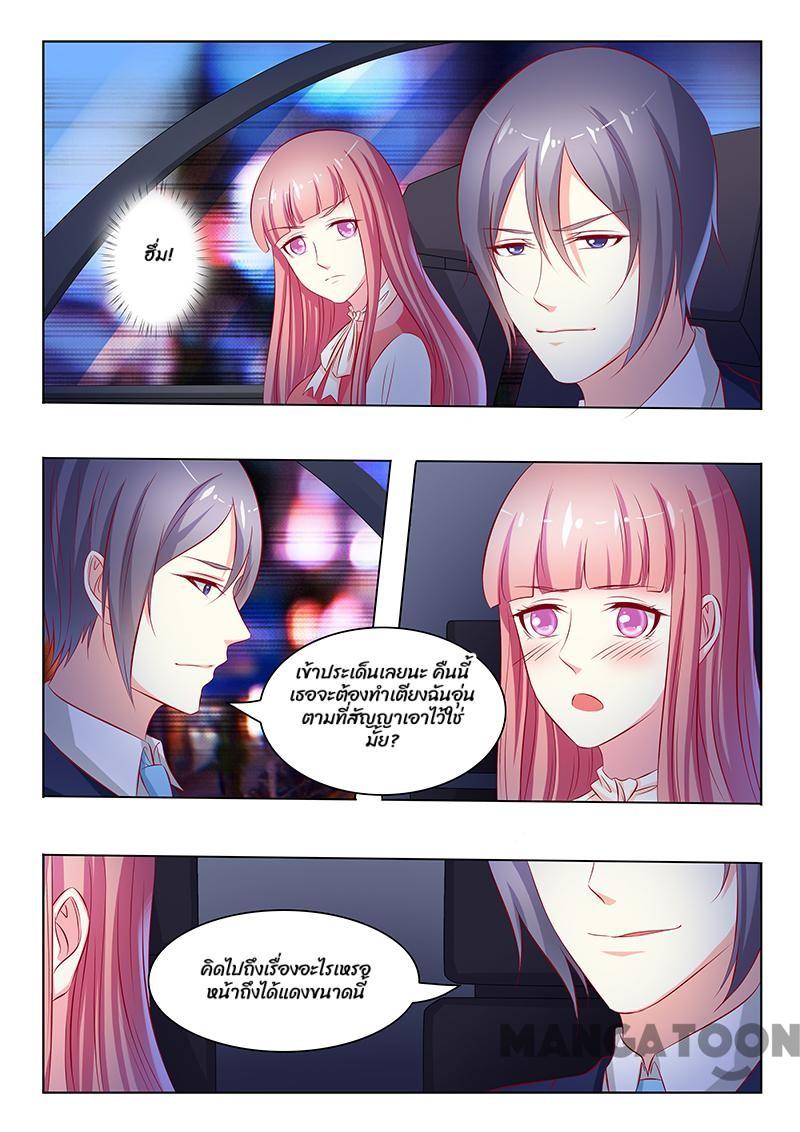 ฮึ่ม!
เข้าประเด็นเลยนะ คืนนี้
เธอจะต้องทำเตียงฉันอุ่น
ตามที่สัญญาเอาไว้ใช่
มั้ย?
คิดไปถึงเรื่องอะไรเหรอ
หน้าถึงได้แดงขนาดนี้
MANGATOON